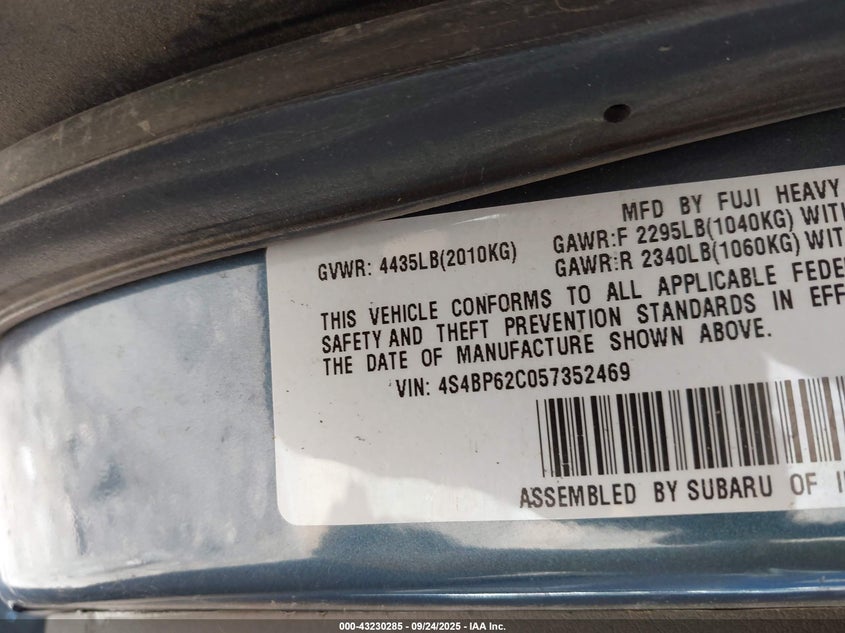 MFD BY FUJI HEAVY
GVWR: 4435LB(2010KG) GAWR:F 2295LB(1040KG) WITH
GAWR:R 2340LB(1060KG) WIT
THIS VEHICLE CONFORMS TO ALL APPLICABLE FEDE
SAFETY AND THEFT PREVENTION STANDARDS IN EFF
THE DATE OF MANUFACTURE SHOWN ABOVE.
VIN: 4S4BP62C057352469
ASSEMBLED BY SUBARU OF I
000-43230285 - 09/24/2025 - IAA Inc.